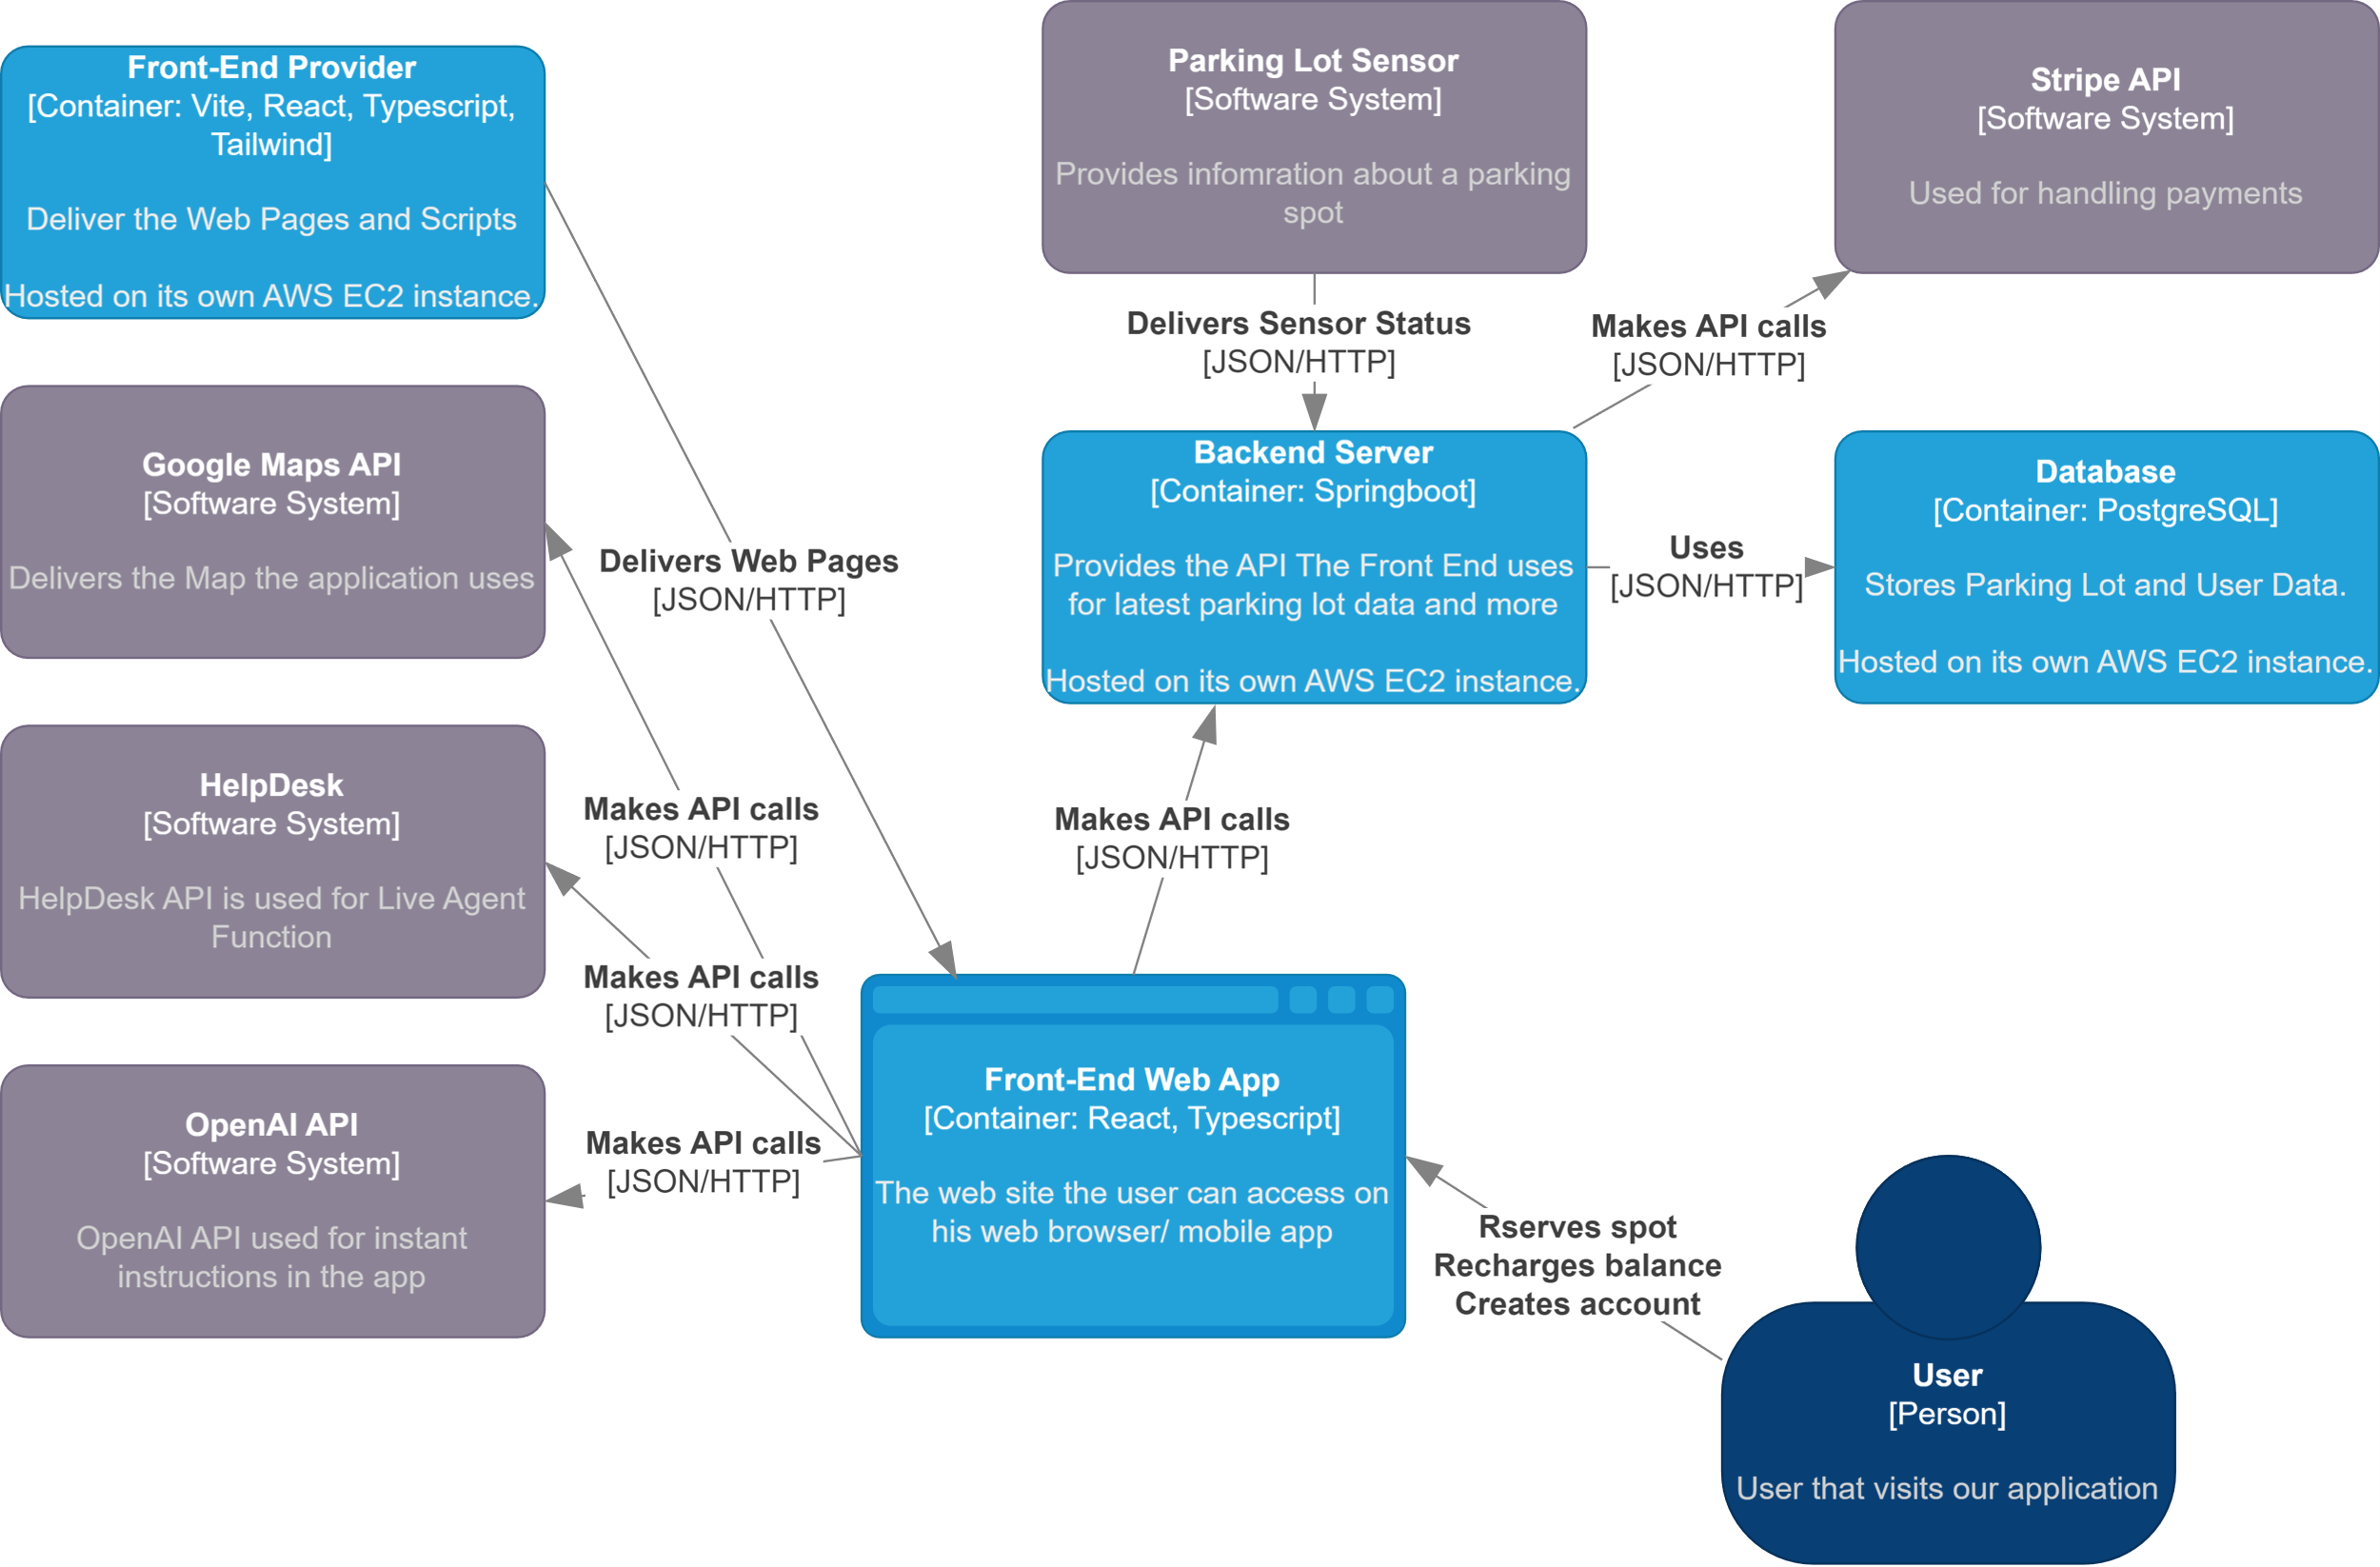 Front-End Provider
[Container: Vite, React, Typescript,
Tailwind]
Deliver the Web Pages and Scripts
Hosted on its own AWS EC2 instance.
Parking Lot Sensor
[Software System]
Provides infomration about a parking
spot
Stripe API
[Software System]
Used for handling payments
Delivers Sensor Status
[JSON/HTTP]
Makes API calls
[JSON/HTTP]
Google Maps API
[Software System]
Delivers the Map the application uses
Delivers Web Pages
[JSON/HTTP]
Backend Server
[Container: Springboot]
Provides the API The Front End uses
for latest parking lot data and more
Hosted on its own AWS EC2 instance.
Uses
[JSON/HTTP]
Database
[Container: PostgreSQL]
Stores Parking Lot and User Data.
Hosted on its own AWS EC2 instance.
HelpDesk
[Software System]
HelpDesk API is used for Live Agent
Function
Makes API calls
[JSON/HTTP]
Makes API calls
[JSON/HTTP]
Makes API calls
[JSON/HTTP]
OpenAI API
[Software System]
OpenAI API used for instant
instructions in the app
Makes API calls
[JSON/HTTP]
Front-End Web App
[Container: React, Typescript]
The web site the user can access on
his web browser/ mobile app
Rserves spot
Recharges balance
Creates account
User
[Person]
User that visits our application